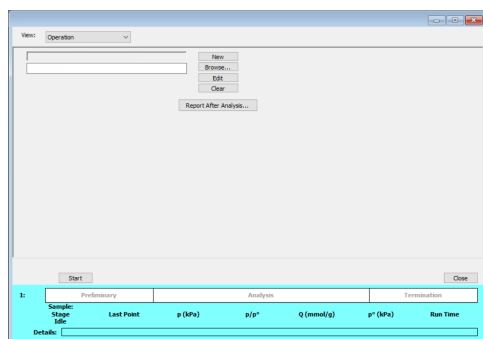 View: Operation
New
Browse...
Edit
Clear
Report After Analysis...
Start Close
1: Preliminary Analysis Termination
Sample:
Stage Last Point p (kPa) p/p° Q (mmol/g) p° (kPa) Run Time
Idle
Details: